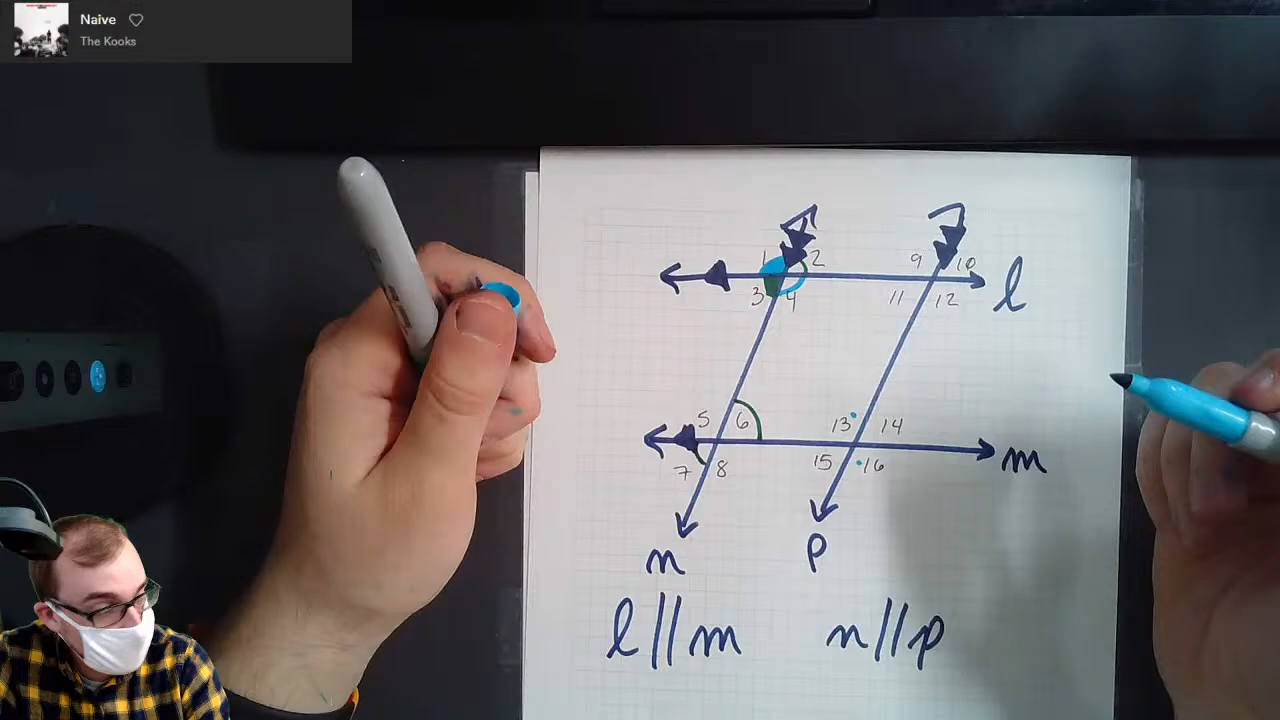 Naive
The Kooks
1 2 9 10
3 4 11 12 l
5 6 13 14
7 8 15 16 m
n p
l || m n || p